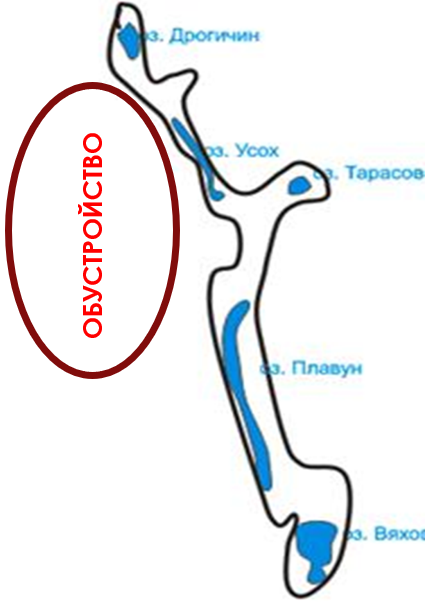 оз. Дрогичин
оз. Усох
оз. Тарасов
ОБУСТРОЙСТВО
оз. Плавун
оз. Вяхов